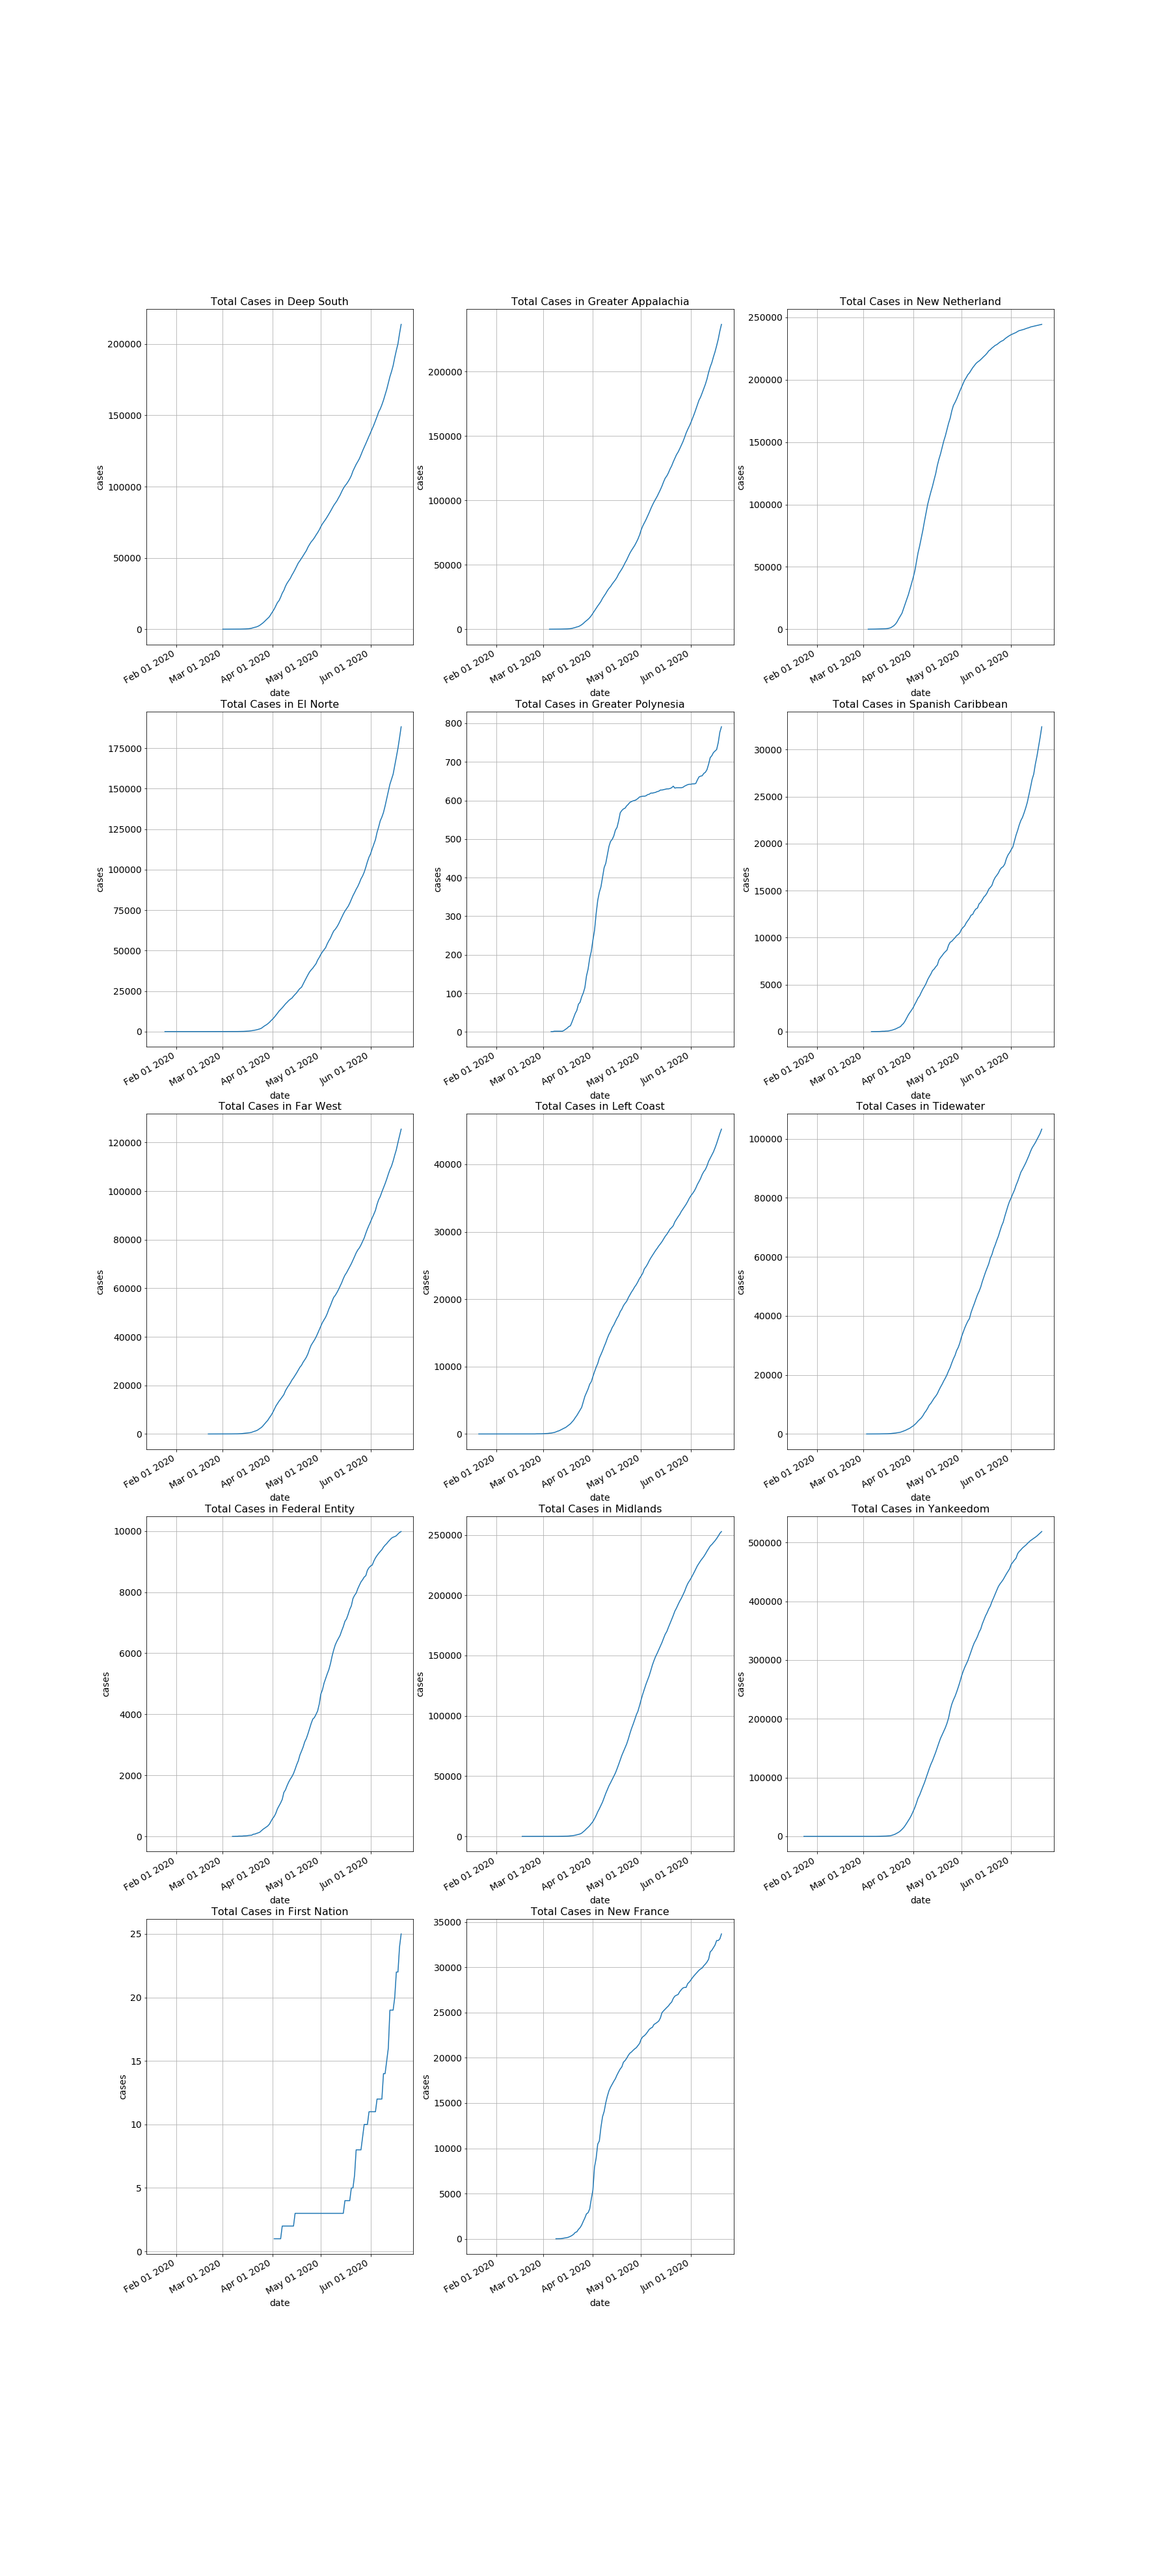 Total Cases in Deep South
200000
150000
100000
50000
0
cases
Feb 01 2020
Mar 01 2020
Apr 01 2020
May 01 2020
Jun 01 2020
date
Total Cases in Greater Appalachia
200000
150000
100000
50000
0
cases
Feb 01 2020
Mar 01 2020
Apr 01 2020
May 01 2020
Jun 01 2020
date
Total Cases in New Netherland
250000
200000
150000
100000
50000
0
cases
Feb 01 2020
Mar 01 2020
Apr 01 2020
May 01 2020
Jun 01 2020
date
Total Cases in El Norte
175000
150000
125000
100000
75000
50000
25000
0
cases
Feb 01 2020
Mar 01 2020
Apr 01 2020
May 01 2020
Jun 01 2020
date
Total Cases in Greater Polynesia
800
700
600
500
400
300
200
100
0
cases
Feb 01 2020
Mar 01 2020
Apr 01 2020
May 01 2020
Jun 01 2020
date
Total Cases in Spanish Caribbean
30000
25000
20000
15000
10000
5000
0
cases
Feb 01 2020
Mar 01 2020
Apr 01 2020
May 01 2020
Jun 01 2020
date
Total Cases in Far West
120000
100000
80000
60000
40000
20000
0
cases
Feb 01 2020
Mar 01 2020
Apr 01 2020
May 01 2020
Jun 01 2020
date
Total Cases in Left Coast
40000
30000
20000
10000
0
cases
Feb 01 2020
Mar 01 2020
Apr 01 2020
May 01 2020
Jun 01 2020
date
Total Cases in Tidewater
100000
80000
60000
40000
20000
0
cases
Feb 01 2020
Mar 01 2020
Apr 01 2020
May 01 2020
Jun 01 2020
date
Total Cases in Federal Entity
10000
8000
6000
4000
2000
0
cases
Feb 01 2020
Mar 01 2020
Apr 01 2020
May 01 2020
Jun 01 2020
date
Total Cases in Midlands
250000
200000
150000
100000
50000
0
cases
Feb 01 2020
Mar 01 2020
Apr 01 2020
May 01 2020
Jun 01 2020
date
Total Cases in Yankeedom
500000
400000
300000
200000
100000
0
cases
Feb 01 2020
Mar 01 2020
Apr 01 2020
May 01 2020
Jun 01 2020
date
Total Cases in First Nation
25
20
15
10
5
0
cases
Feb 01 2020
Mar 01 2020
Apr 01 2020
May 01 2020
Jun 01 2020
date
Total Cases in New France
35000
30000
25000
20000
15000
10000
5000
0
cases
Feb 01 2020
Mar 01 2020
Apr 01 2020
May 01 2020
Jun 01 2020
date